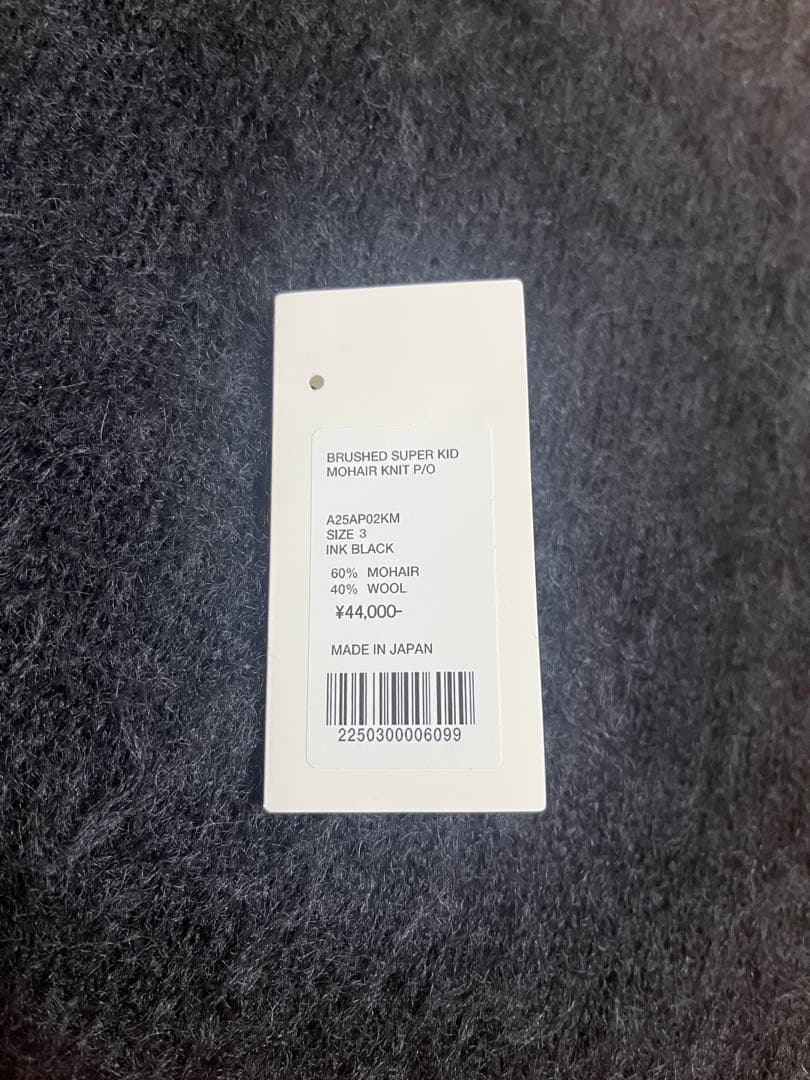 BRUSHED SUPER KID
MOHAIR KNIT P/O
A25AP02KM
SIZE 3
INK BLACK
60% MOHAIR
40% WOOL
¥44,000-
MADE IN JAPAN
2250300006099